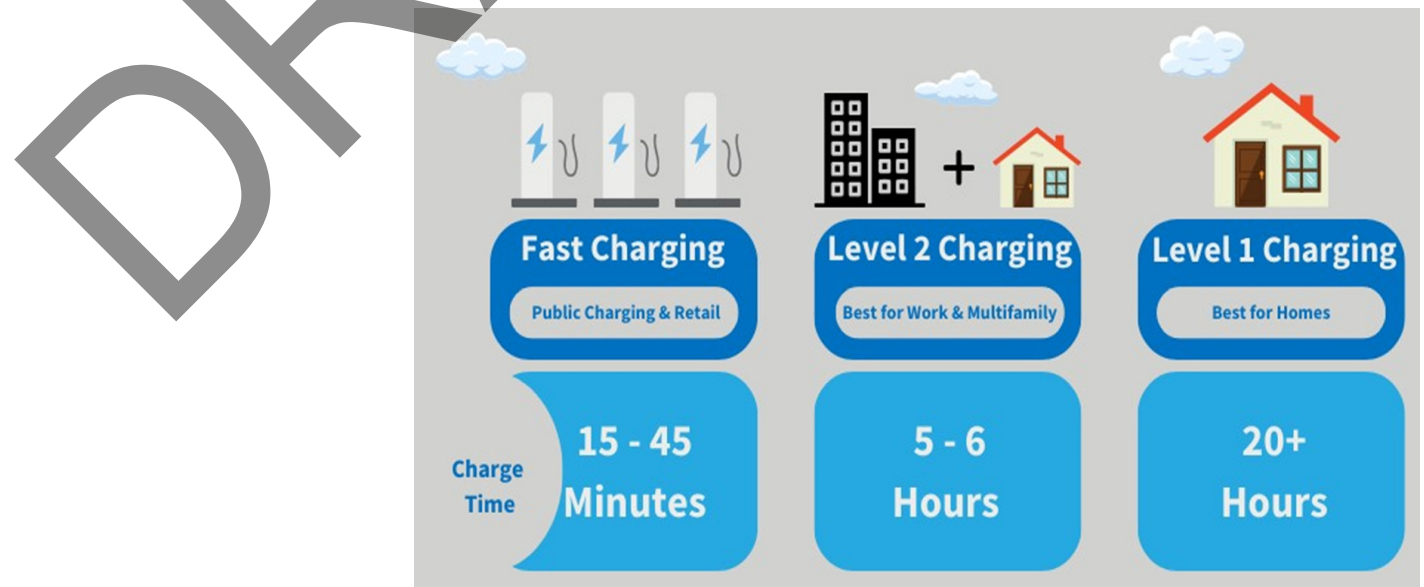 Fast Charging
Public Charging & Retail
Level 2 Charging
Best for Work & Multifamily
Level 1 Charging
Best for Homes
Charge
Time
15 - 45
Minutes
5 - 6
Hours
20+
Hours